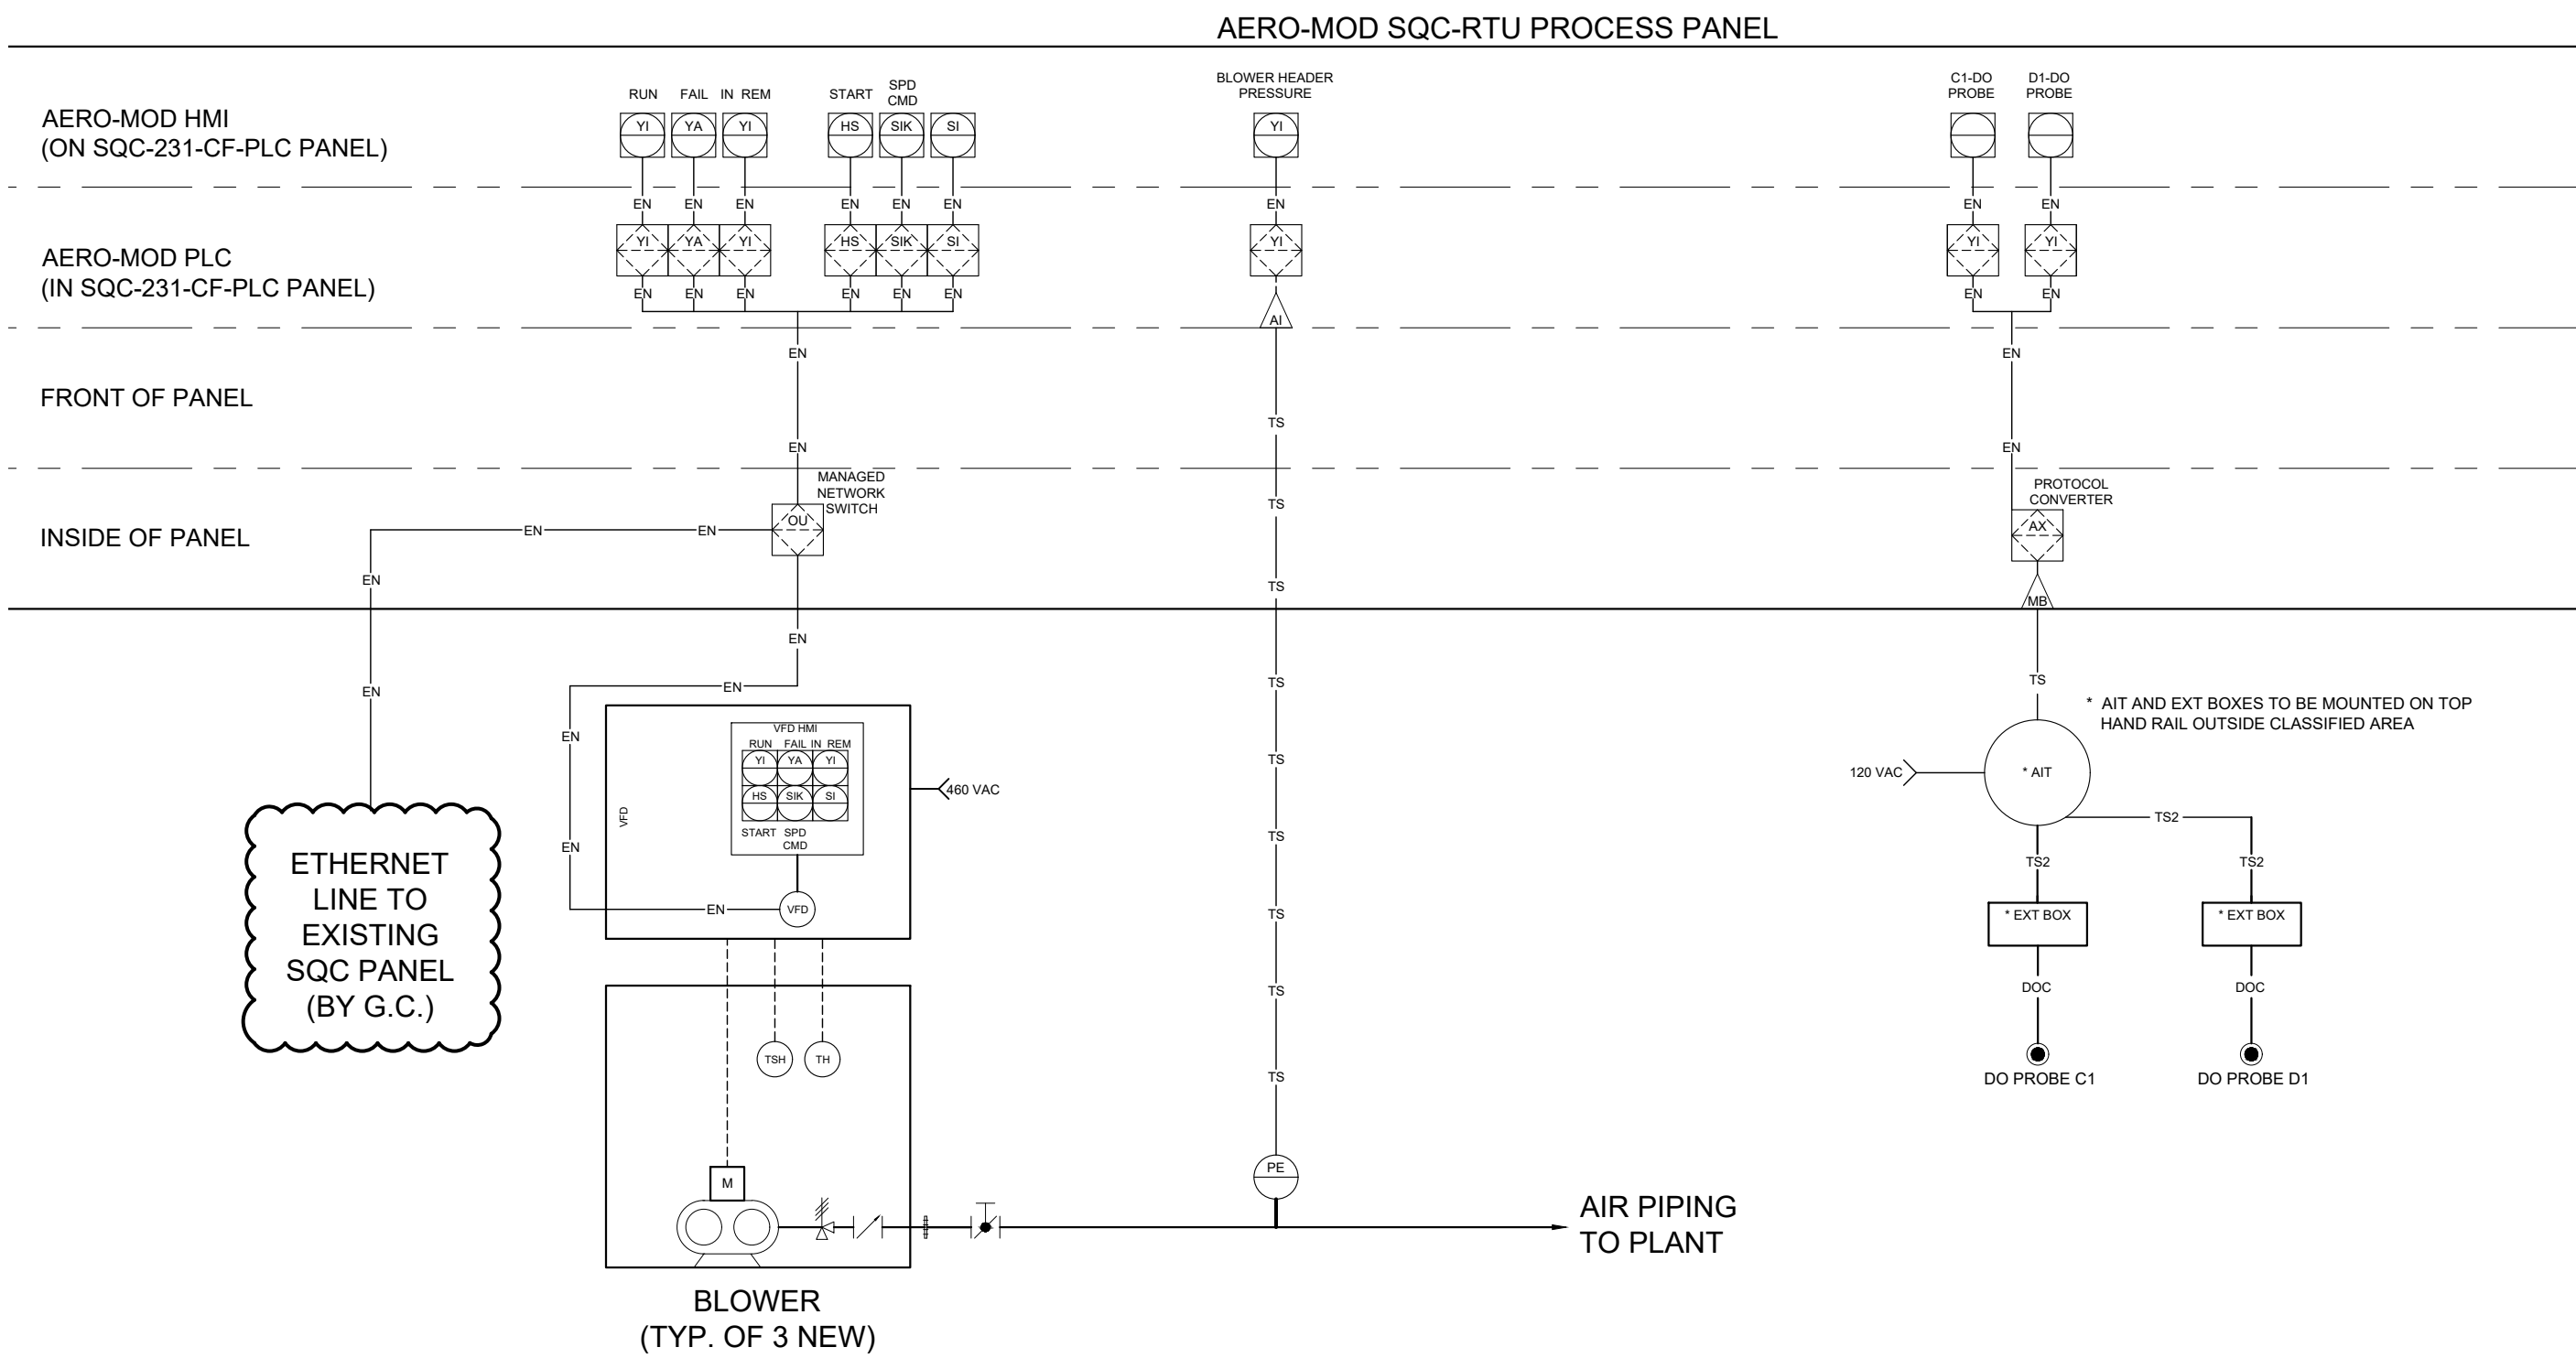 AERO-MOD SQC-RTU PROCESS PANEL
AERO-MOD HMI
(ON SQC-231-CF-PLC PANEL)
RUN FAIL IN REM START SPD
CMD
BLOWER HEADER
PRESSURE
C1-DO
PROBE
D1-DO
PROBE
YI YA YI HS SIK SI YI
EN EN EN EN EN EN EN EN EN
AERO-MOD PLC
(IN SQC-231-CF-PLC PANEL)
YI YA YI HS SIK SI YI YI YI
EN EN EN EN EN EN EN EN
AI
EN EN
FRONT OF PANEL
TS
EN EN
INSIDE OF PANEL
MANAGED
NETWORK
SWITCH
OU
EN EN
TS
PROTOCOL
CONVERTER
AX
EN
TS
MB
EN
EN
EN
TS
TS
* AIT AND EXT BOXES TO BE MOUNTED ON TOP
HAND RAIL OUTSIDE CLASSIFIED AREA
EN
VFD HMI
RUN FAIL IN REM
YI YA YI
HS SIK SI
START SPD
CMD
VFD
460 VAC
TS
120 VAC
* AIT
EN
TS
TS2
TS2 TS2
EN
VFD
TS
* EXT BOX
* EXT BOX
ETHERNET
LINE TO
EXISTING
SQC PANEL
(BY G.C.)
TS
DOC DOC
TSH TH
TS
DO PROBE C1
DO PROBE D1
M
PE
AIR PIPING
TO PLANT
BLOWER
(TYP. OF 3 NEW)